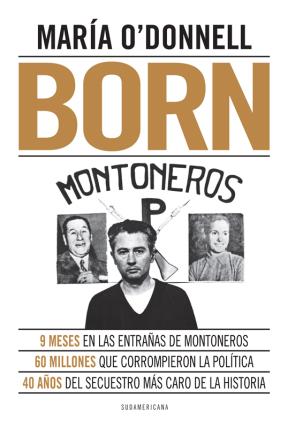 MARÍA O'DONNELL
BORN
MONTONEROS
P
9 MESES EN LAS ENTRAÑAS DE MONTONEROS
60 MILLONES QUE CORROMPIERON LA POLÍTICA
40 AÑOS DEL SECUESTRO MÁS CARO DE LA HISTORIA
SUDAMERICANA